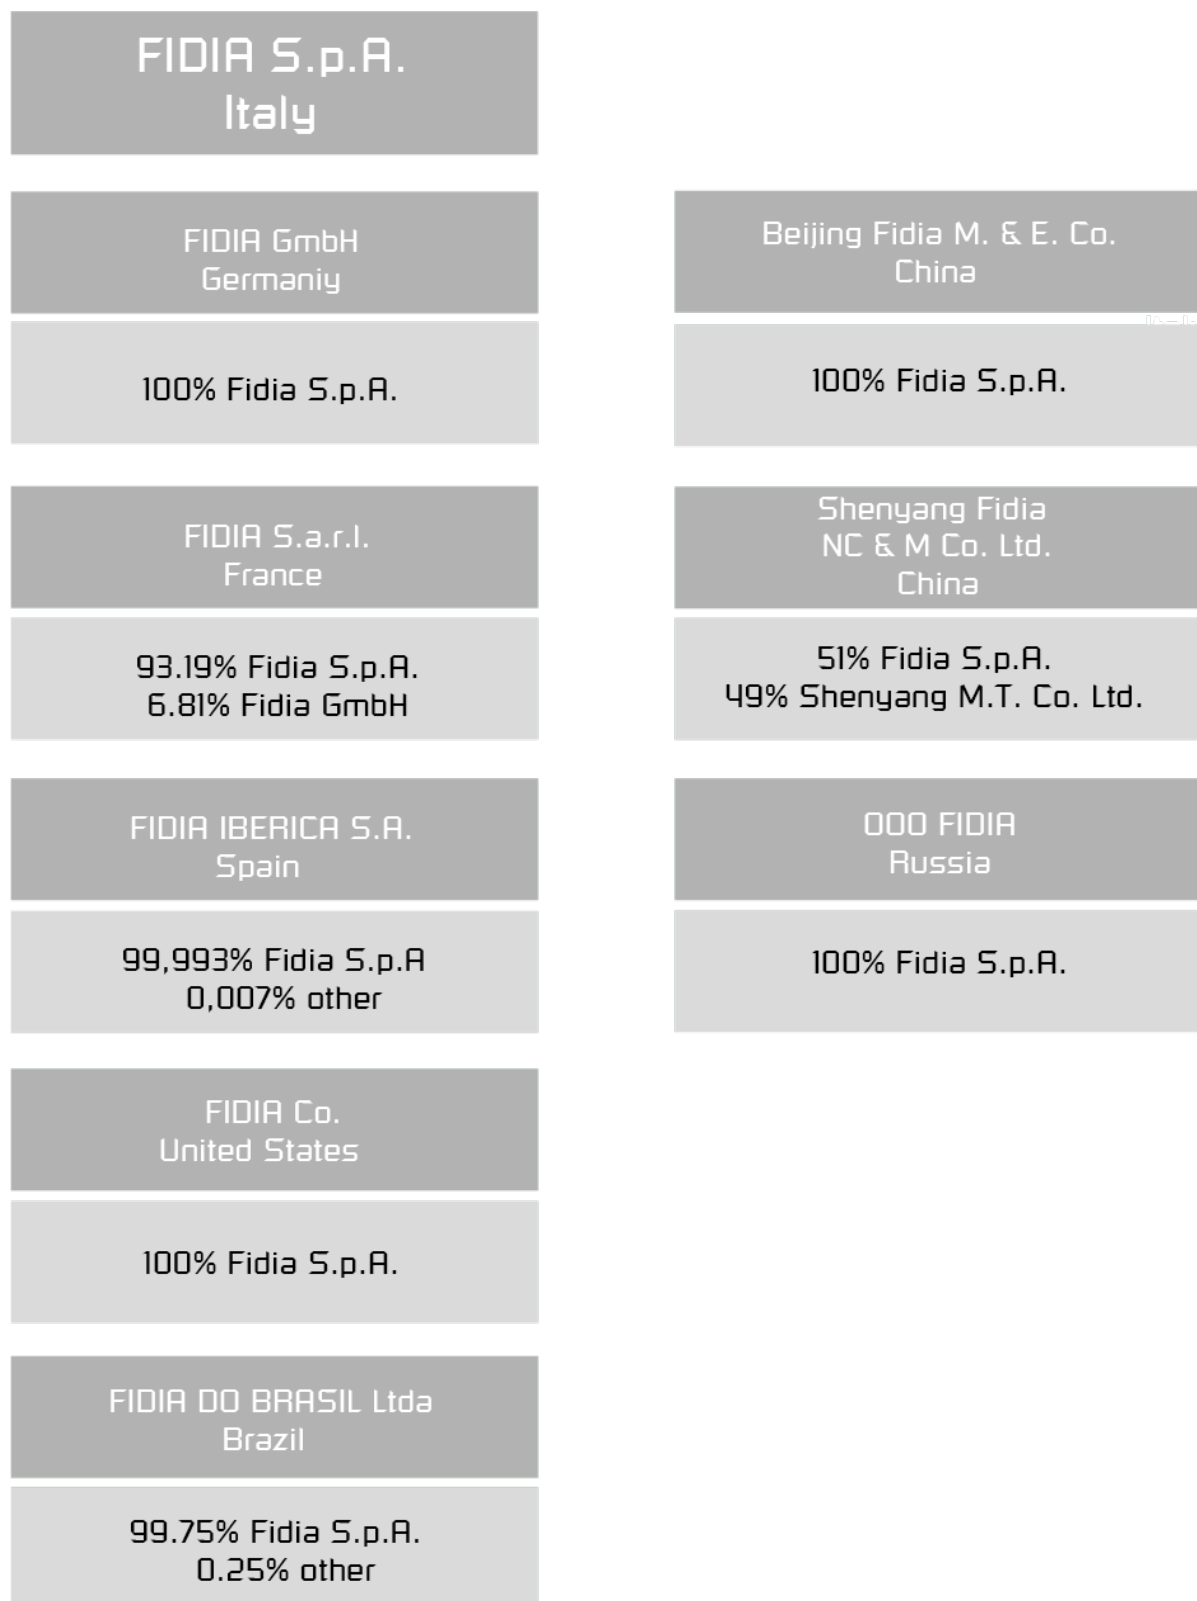 FIDIA S.p.A.
Italy
FIDIA GmbH
Germaniy
100% Fidia S.p.A.
FIDIA S.a.r.l.
France
93.19% Fidia S.p.A.
6.81% Fidia GmbH
FIDIA IBERICA S.A.
Spain
99,993% Fidia S.p.A
0,007% other
FIDIA Co.
United States
100% Fidia S.p.A.
FIDIA DO BRASIL Ltda
Brazil
99.75% Fidia S.p.A.
0.25% other
Beijing Fidia M. & E. Co.
China
100% Fidia S.p.A.
Shenyang Fidia
NC & M Co. Ltd.
China
51% Fidia S.p.A.
49% Shenyang M.T. Co. Ltd.
OOO FIDIA
Russia
100% Fidia S.p.A.